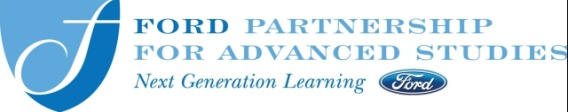 f
FORD PARTNERSHIP
FOR ADVANCED STUDIES
Next Generation Learning Ford